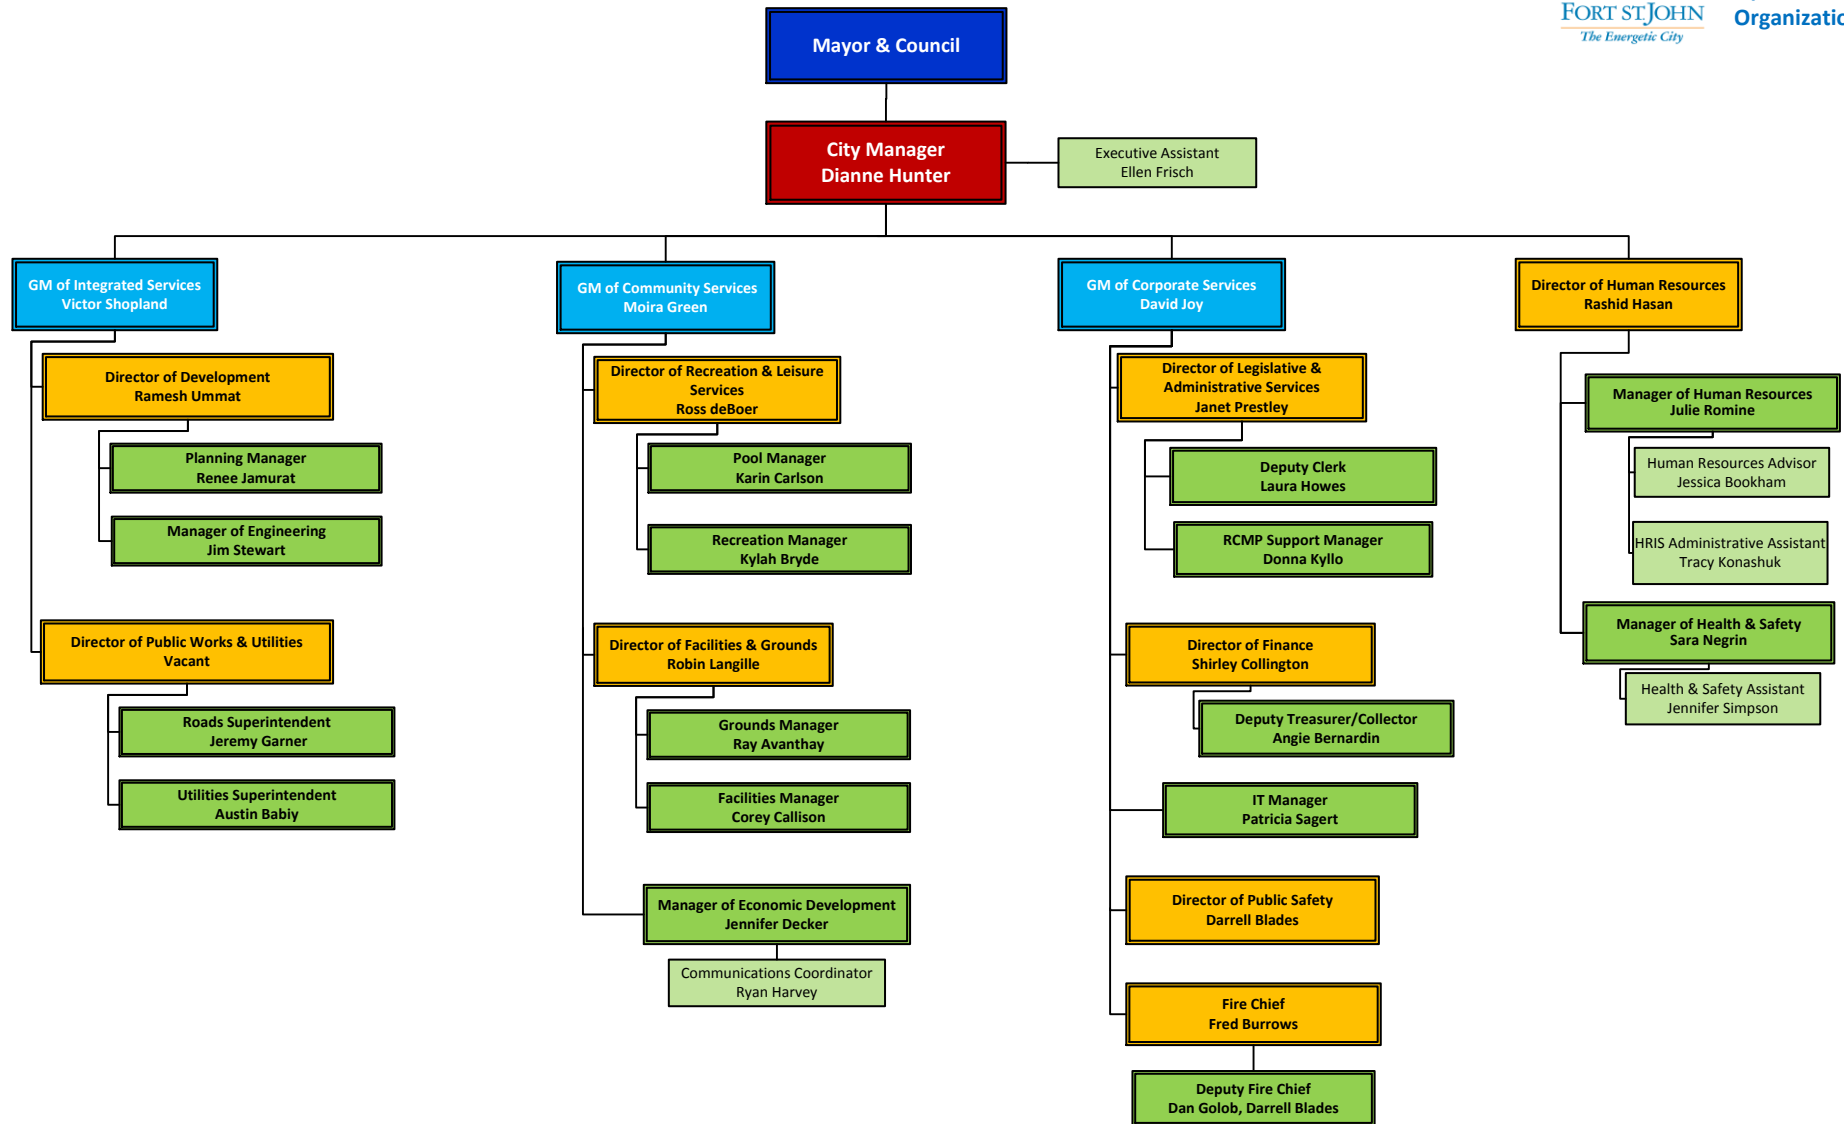 FORT ST. JOHN
The Energetic City
Mayor & Council
City Manager
Dianne Hunter
Executive Assistant
Ellen Frisch
GM of Integrated Services
Victor Shopland
Director of Development
Ramesh Ummat
Planning Manager
Renee Jamurat
Manager of Engineering
Jim Stewart
Director of Public Works & Utilities
Vacant
Roads Superintendent
Jeremy Garner
Utilities Superintendent
Austin Babiy
GM of Community Services
Moira Green
Director of Recreation & Leisure
Services
Ross deBoer
Pool Manager
Karin Carlson
Recreation Manager
Kylah Bryde
Director of Facilities & Grounds
Robin Langille
Grounds Manager
Ray Avanthay
Facilities Manager
Corey Callison
Manager of Economic Development
Jennifer Decker
Communications Coordinator
Ryan Harvey
GM of Corporate Services
David Joy
Director of Legislative &
Administrative Services
Janet Prestley
Deputy Clerk
Laura Howes
RCMP Support Manager
Donna Kyllo
Director of Finance
Shirley Collington
Deputy Treasurer/Collector
Angie Bernardin
IT Manager
Patricia Sagert
Director of Public Safety
Darrell Blades
Fire Chief
Fred Burrows
Deputy Fire Chief
Dan Golob, Darrell Blades
Director of Human Resources
Rashid Hasan
Manager of Human Resources
Julie Romine
Human Resources Advisor
Jessica Bookham
HRIS Administrative Assistant
Tracy Konashuk
Manager of Health & Safety
Sara Negrin
Health & Safety Assistant
Jennifer Simpson